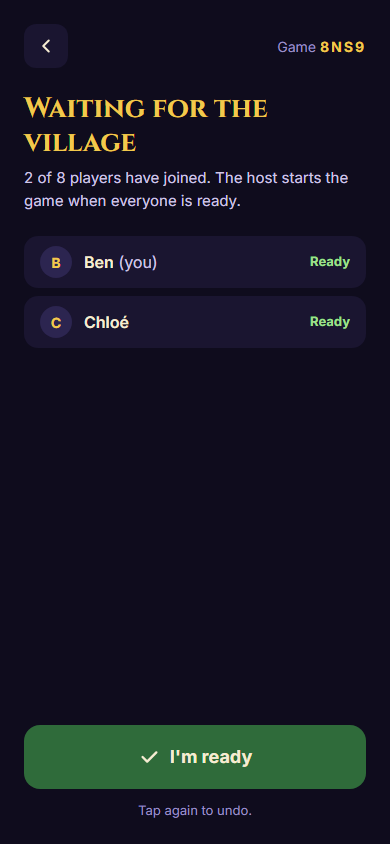 Game 8NS9
Waiting for the
village
2 of 8 players have joined. The host starts the
game when everyone is ready.
B Ben (you) Ready
C Chloé Ready
I'm ready
Tap again to undo.